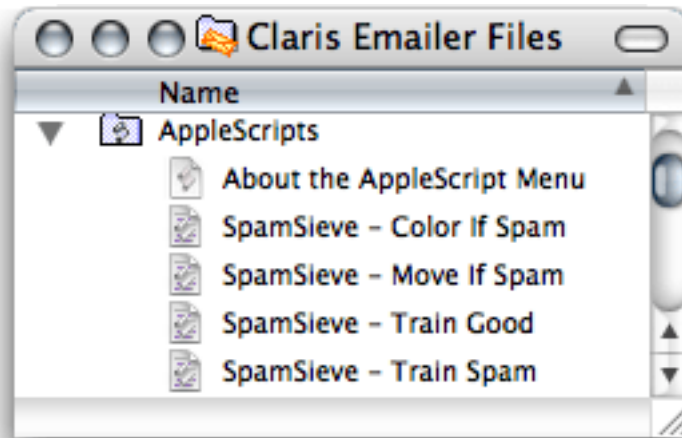 Claris Emailer Files
Name
AppleScripts
About the AppleScript Menu
SpamSieve – Color If Spam
SpamSieve – Move If Spam
SpamSieve – Train Good
SpamSieve – Train Spam